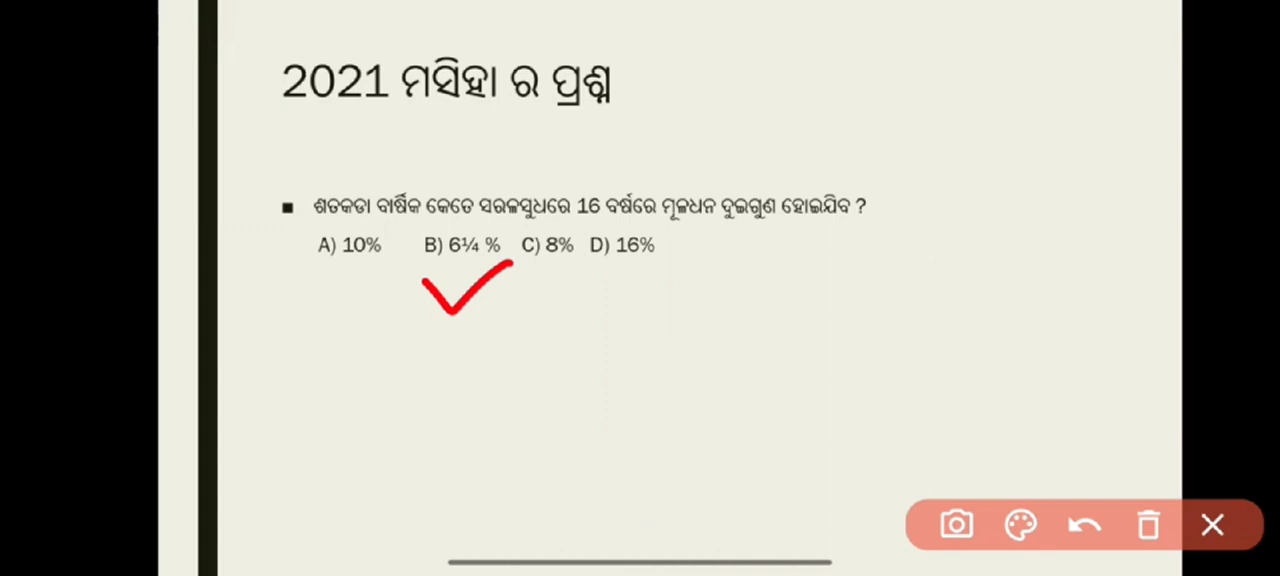 2021 ମସିହା ର ପ୍ରଶ୍ନ
▪ ଶତକଡା ବାର୍ଷିକ କେତେ ସରଳସୁଧରେ 16 ବର୍ଷରେ ମୂଳଧନ ଦୁଇଗୁଣ ହୋଇଯିବ ?
A) 10% B) 6¼ % C) 8% D) 16%